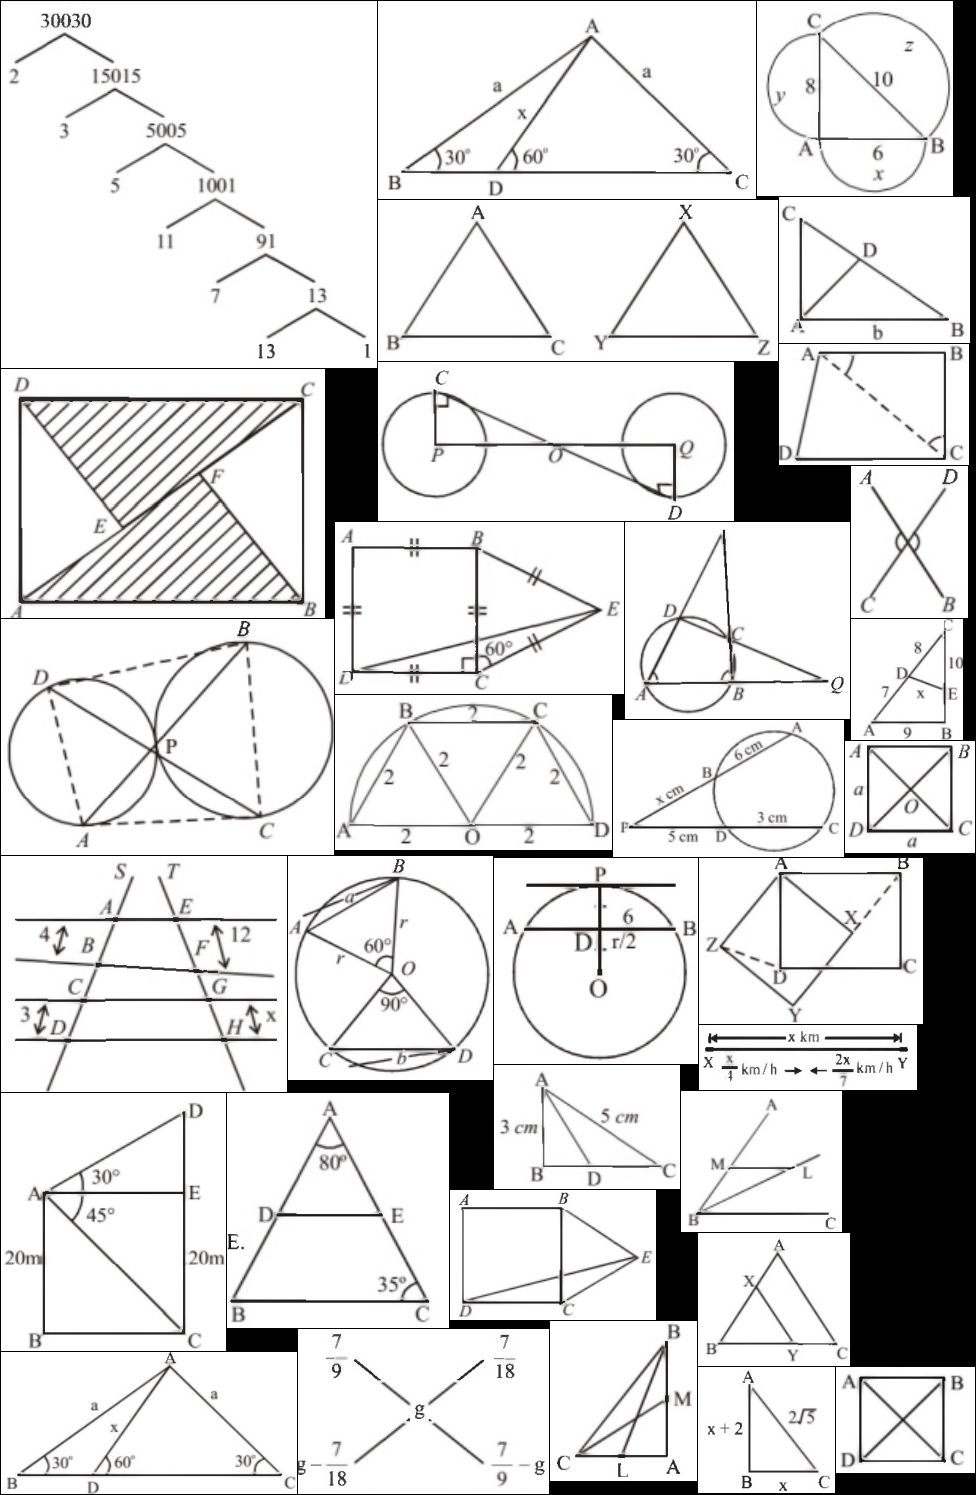 30030
2 15015
3 5005
5 1001
11 91
7 13
13 1
A
a a
x
30° 60° 30°
B D C
C z
y 8 10
A B
6
x
A X
B C Y Z
C
D
A b B
A B
D C
D C
F
E
A B
C
P O Q
D
A D
C B
A B
E
60°
D C
D C
A B Q
C
8
D 10
7 x E
A 9 B
B
D
P
A C
B 2 C
2 2 2
A 2 O 2 D
A
6 cm
B
x cm
P 3 cm
5 cm D C
A B
a
O
D C
a
S T
A E
4 12
B F
C G
3 x
D H
B
a
A r
60°
r O
90°
C b D
P
6
A B
D r/2
O
A B
X
Z
D C
Y
x km
X x/4 km/h 2x/7 km/h Y
D
30°
A E
45°
20m 20m
B C
A
80º
D E
E.
35º
B C
A
3 cm 5 cm
B D C
A
M L
B C
A B
E
D C
A
X
B Y C
A
a a
x
30° 60° 30°
B D C
7/9 7/18
g
g – 7/18 7/9 – g
B
M
C L A
A
x + 2 2√5
B x C
A B
D C